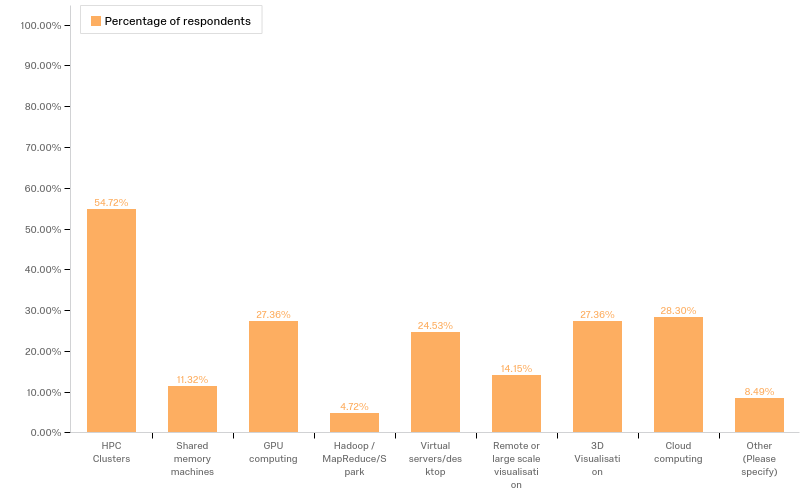 Percentage of respondents
100.00%
90.00%
80.00%
70.00%
60.00%
50.00%
40.00%
30.00%
20.00%
10.00%
0.00%
54.72%
11.32%
27.36%
4.72%
24.53%
14.15%
27.36%
28.30%
8.49%
HPC
Clusters
Shared
memory
machines
GPU
computing
Hadoop /
MapReduce/S
park
Virtual
servers/des
ktop
Remote or
large scale
visualisati
on
3D
Visualisati
on
Cloud
computing
Other
(Please
specify)